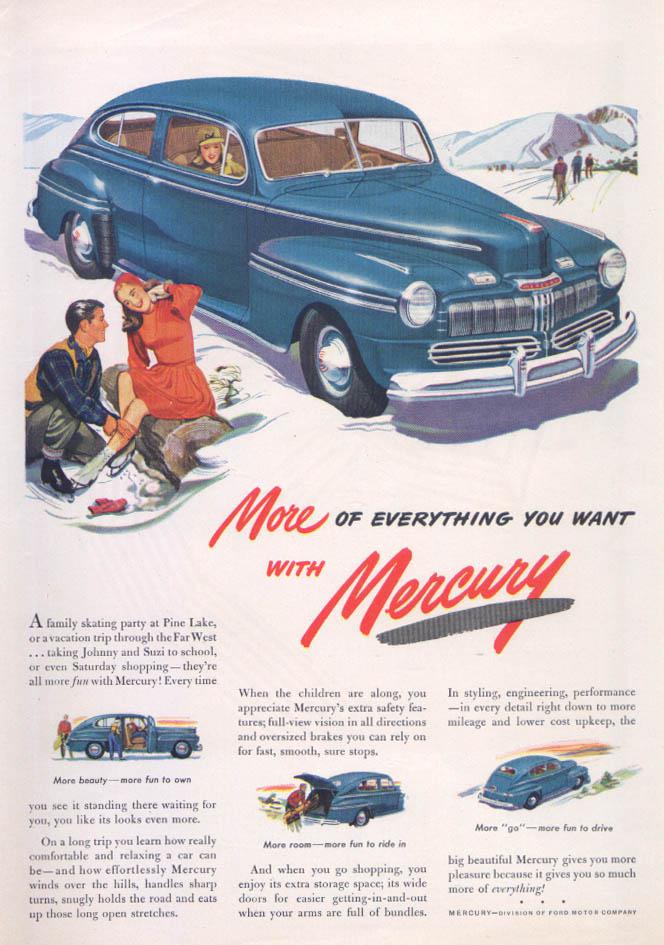 More OF EVERYTHING YOU WANT
WITH Mercury
A family skating party at Pine Lake,
or a vacation trip through the Far West
. . . taking Johnny and Suzi to school,
or even Saturday shopping—they're
all more fun with Mercury! Every time
More beauty—more fun to own
you see it standing there waiting for
you, you like its looks even more.
On a long trip you learn how really
comfortable and relaxing a car can
be—and how effortlessly Mercury
winds over the hills, handles sharp
turns, snugly holds the road and eats
up those long open stretches.
When the children are along, you
appreciate Mercury's extra safety fea-
tures; full-view vision in all directions
and oversized brakes you can rely on
for fast, smooth, sure stops.
More room—more fun to ride in
And when you go shopping, you
enjoy its extra storage space; its wide
doors for easier getting-in-and-out
when your arms are full of bundles.
In styling, engineering, performance
—in every detail right down to more
mileage and lower cost upkeep, the
More "go"—more fun to drive
big beautiful Mercury gives you more
pleasure because it gives you so much
more of everything!
• • •
MERCURY—DIVISION OF FORD MOTOR COMPANY